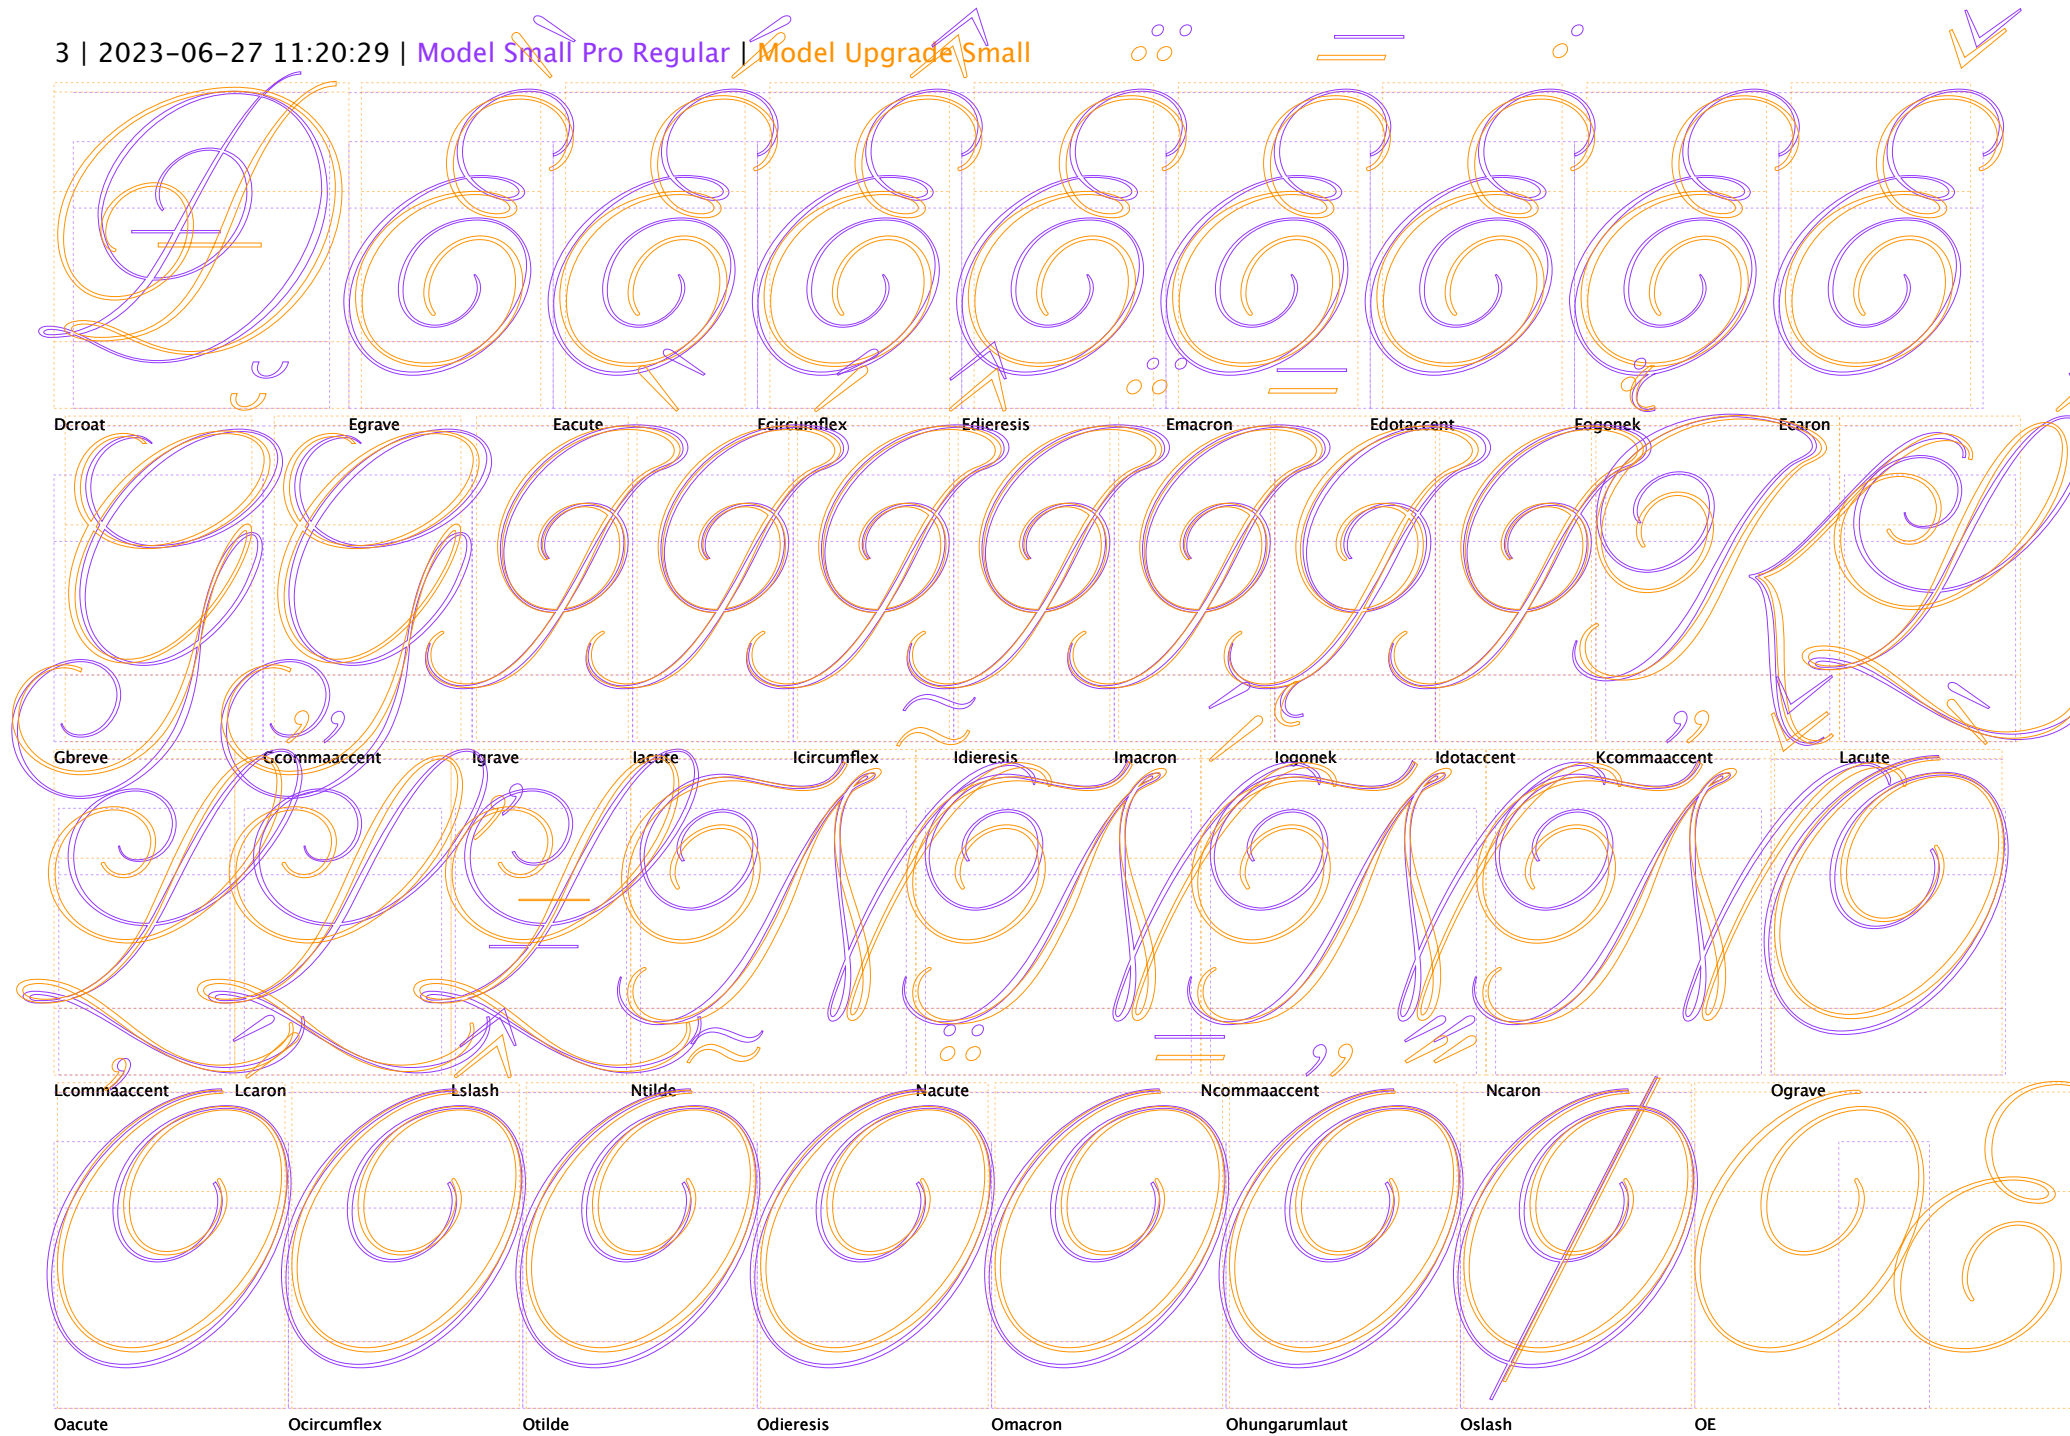 3 | 2023-06-27 11:20:29 | Model Small Pro Regular | Model Upgrade Small
Đ È É Ê Ë Ē Ė Ę Ě
Dcroat Egrave Eacute Ecircumflex Edieresis Emacron Edotaccent Eogonek Ecaron
Ğ Ģ Ì Í Î Ï Ī Į İ Ķ Ĺ
Gbreve Gcommaaccent Igrave Iacute Icircumflex Idieresis Imacron Iogonek Idotaccent Kcommaaccent Lacute
Ļ Ľ Ł Ñ Ń Ņ Ň Ò
Lcommaaccent Lcaron Lslash Ntilde Nacute Ncommaaccent Ncaron Ograve
Ó Ô Õ Ö Ō Ő Ø Œ
Oacute Ocircumflex Otilde Odieresis Omacron Ohungarumlaut Oslash OE